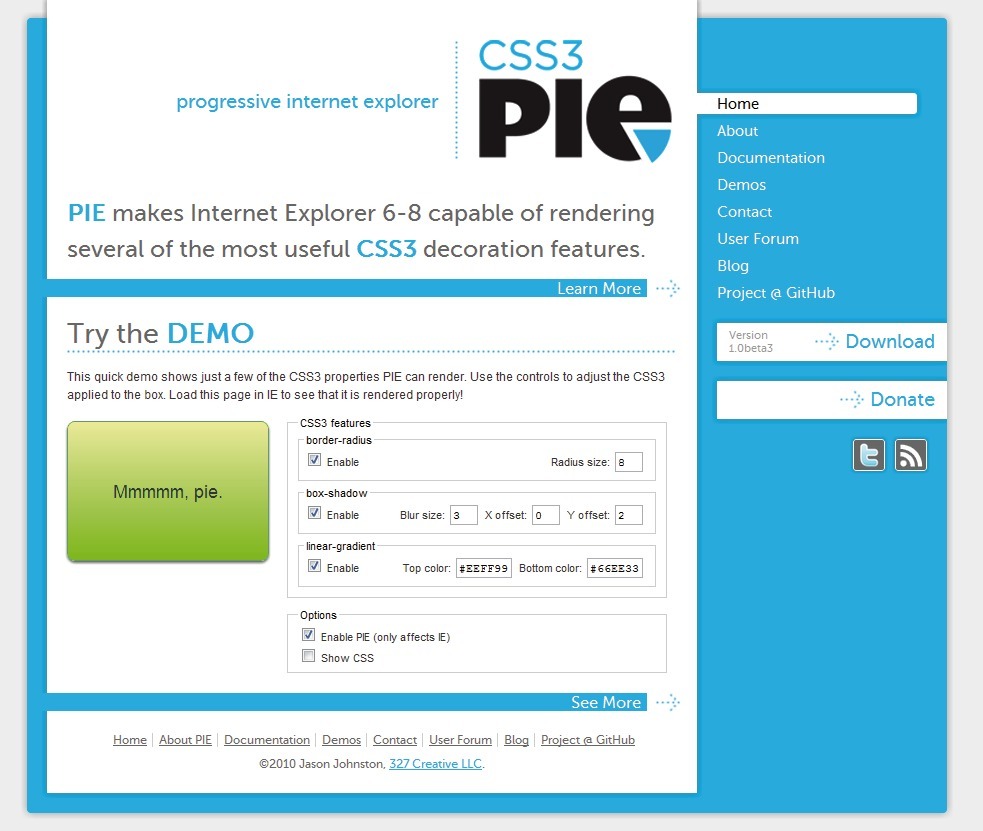 CSS3
PIE
progressive internet explorer
PIE makes Internet Explorer 6-8 capable of rendering
several of the most useful CSS3 decoration features.
Learn More
Home
About
Documentation
Demos
Contact
User Forum
Blog
Project @ GitHub
Version
1.0beta3
Download
Donate
Try the DEMO
This quick demo shows just a few of the CSS3 properties PIE can render. Use the controls to adjust the CSS3
applied to the box. Load this page in IE to see that it is rendered properly!
Mmmmm, pie.
CSS3 features
border-radius
Enable Radius size: 8
box-shadow
Enable Blur size: 3 X offset: 0 Y offset: 2
linear-gradient
Enable Top color: #EEFF99 Bottom color: #66EE33
Options
Enable PIE (only affects IE)
Show CSS
See More
Home About PIE Documentation Demos Contact User Forum Blog Project @ GitHub
©2010 Jason Johnston, 327 Creative LLC.